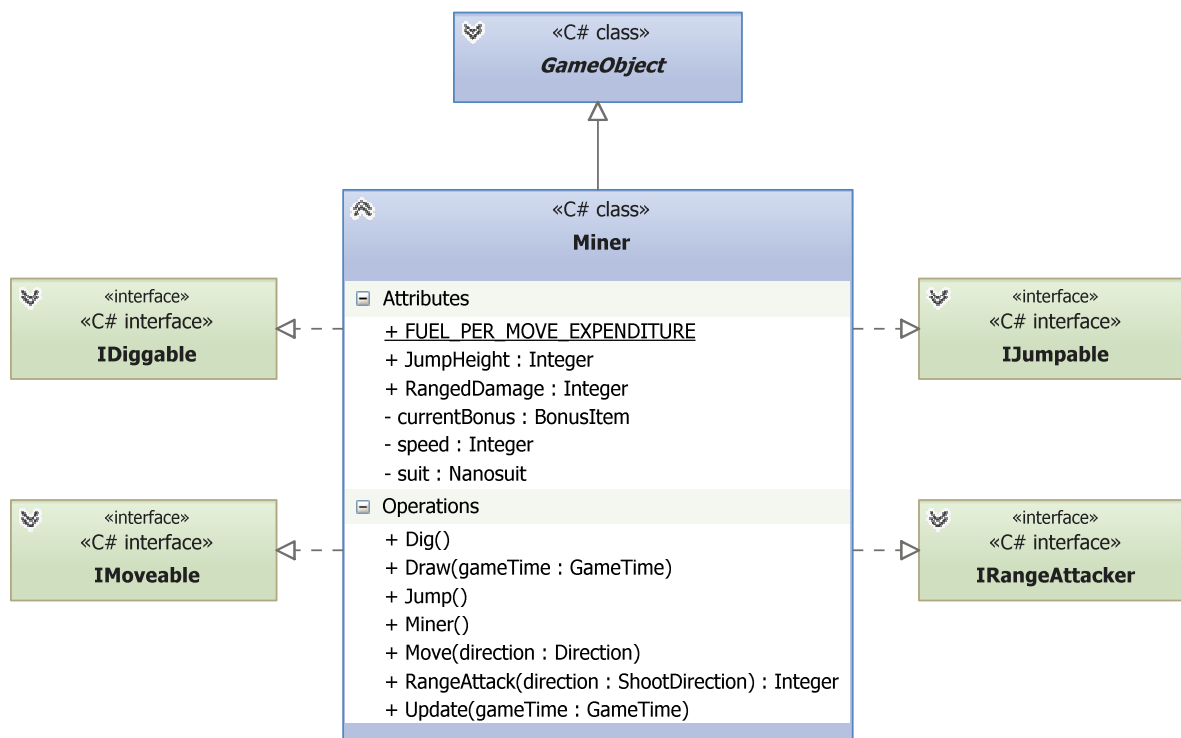 «C# class»
GameObject
«C# class»
Miner
Attributes
+ FUEL_PER_MOVE_EXPENDITURE
+ JumpHeight : Integer
+ RangedDamage : Integer
- currentBonus : BonusItem
- speed : Integer
- suit : Nanosuit
Operations
+ Dig()
+ Draw(gameTime : GameTime)
+ Jump()
+ Miner()
+ Move(direction : Direction)
+ RangeAttack(direction : ShootDirection) : Integer
+ Update(gameTime : GameTime)
«interface»
«C# interface»
IDiggable
«interface»
«C# interface»
IMoveable
«interface»
«C# interface»
IJumpable
«interface»
«C# interface»
IRangeAttacker